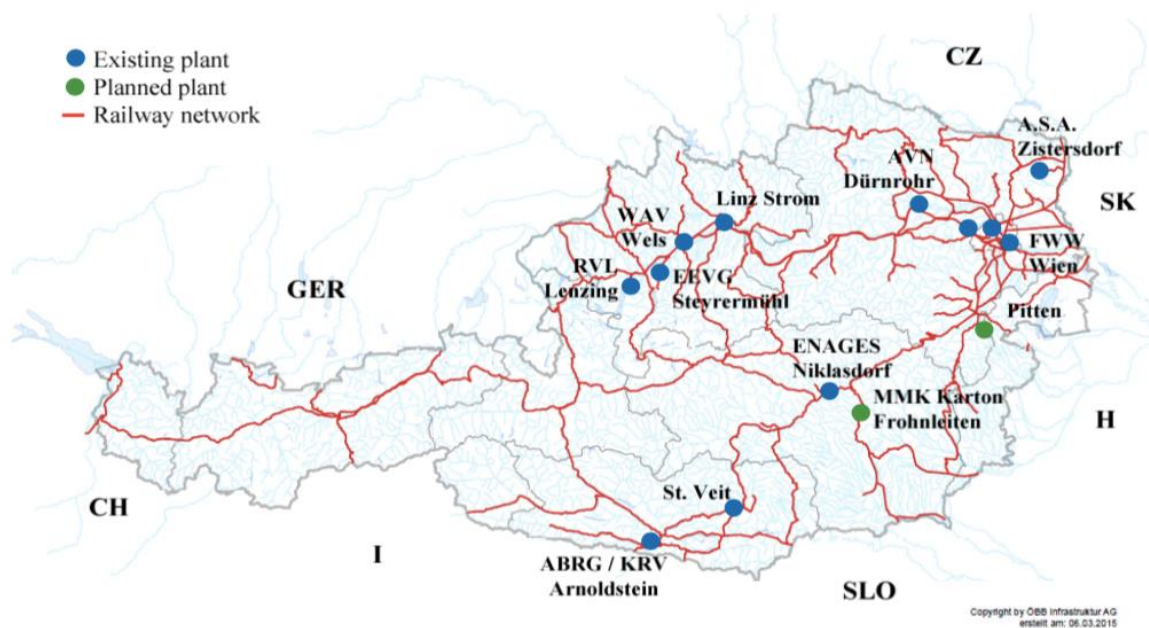 Existing plant
Planned plant
Railway network
CZ
A.S.A.
Zistersdorf
AVN
Dürnrohr
SK
Linz Strom
WAV
Wels
FWW
Wien
RVL
Lenzing
EEVG
Steyrermühl
GER
Pitten
ENAGES
Niklasdorf
MMK Karton
Frohnleiten
H
CH
St. Veit
I
ABRG / KRV
Arnoldstein
SLO
Copyright by ÖBB Infrastruktur AG
erstellt am: 06.03.2015